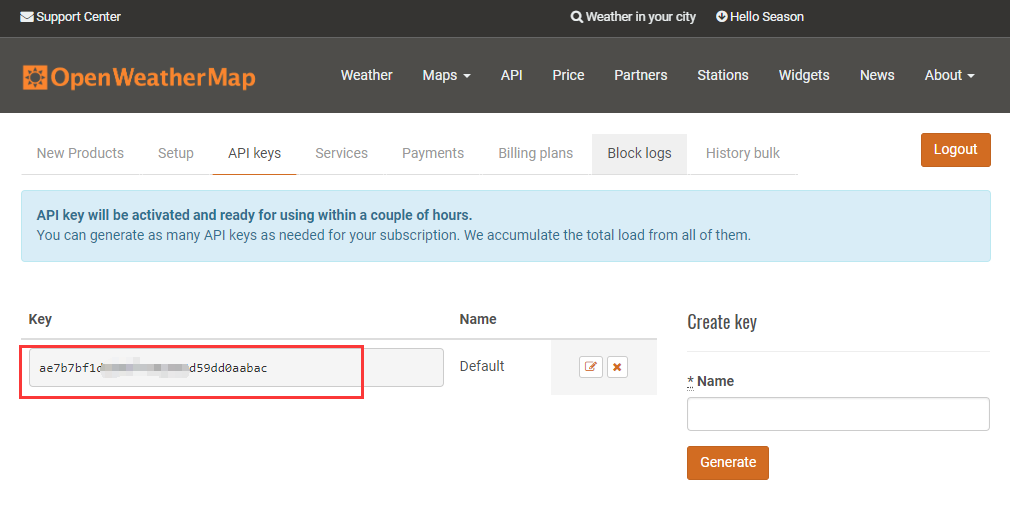 Support Center
Weather in your city
Hello Season
OpenWeatherMap
Weather Maps API Price Partners Stations Widgets News About
New Products Setup API keys Services Payments Billing plans Block logs History bulk
Logout
API key will be activated and ready for using within a couple of hours.
You can generate as many API keys as needed for your subscription. We accumulate the total load from all of them.
Key Name
Create key
ae7b7bf1d d59dd0aabac
Default
* Name
Generate